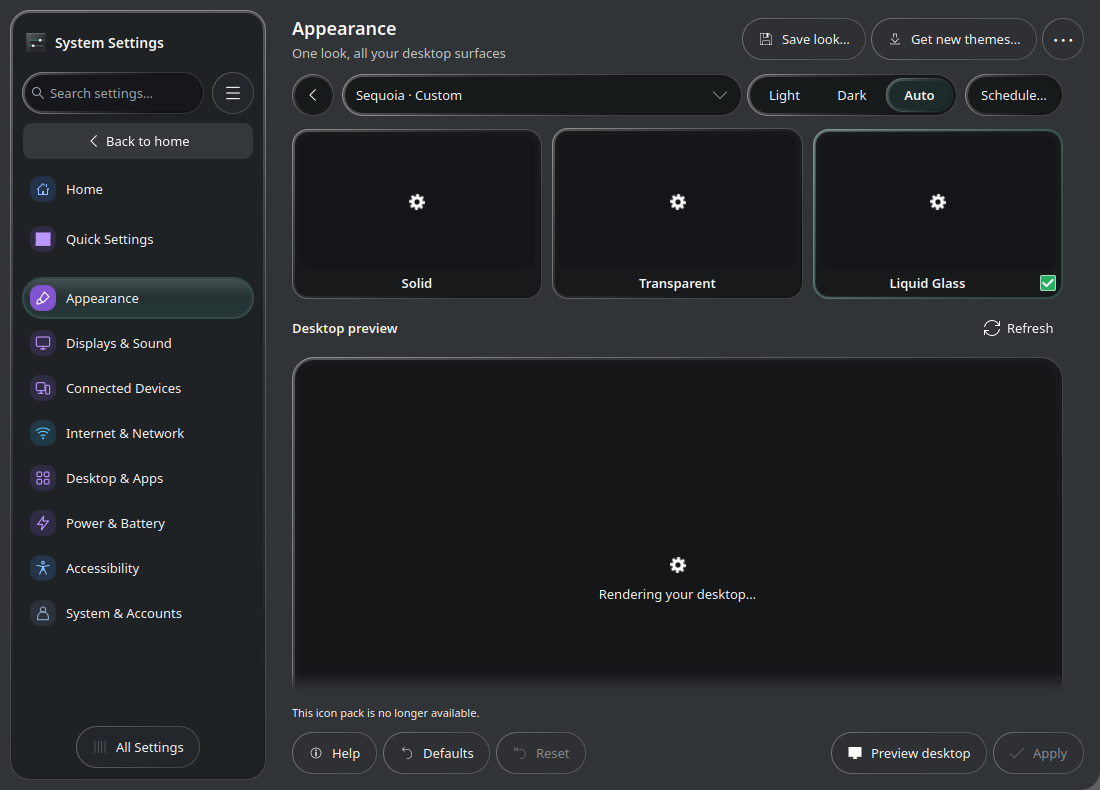 System Settings
Search settings...
Back to home
Home
Quick Settings
Appearance
Displays & Sound
Connected Devices
Internet & Network
Desktop & Apps
Power & Battery
Accessibility
System & Accounts
All Settings
Appearance
One look, all your desktop surfaces
Save look...
Get new themes...
Sequoia · Custom
Light
Dark
Auto
Schedule...
Solid
Transparent
Liquid Glass
Desktop preview
Refresh
Rendering your desktop...
This icon pack is no longer available.
Help
Defaults
Reset
Preview desktop
Apply